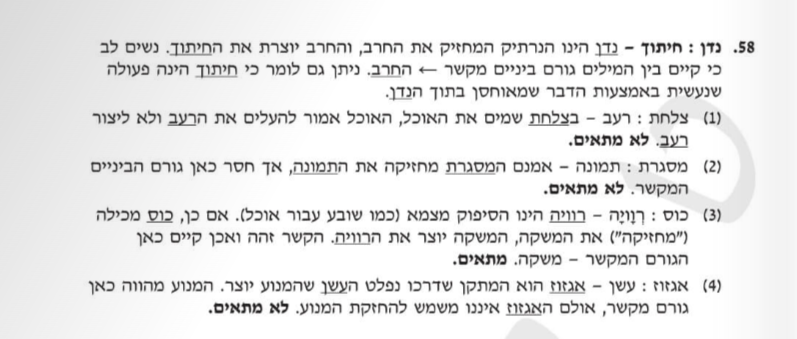 58. נדן : חיתוך – נדן הינו הנרתיק המחזיק את החרב, והחרב יוצרת את החיתוך. נשים לב
כי קיים בין המילים גורם ביניים מקשר ← החרב. ניתן גם לומר כי חיתוך הינה פעולה
שנעשית באמצעות הדבר שמאוחסן בתוך הנדן.
(1) צלחת : רעב – בצלחת שמים את האוכל, האוכל אמור להעלים את הרעב ולא ליצור
רעב. לא מתאים.
(2) מסגרת : תמונה – אמנם המסגרת מחזיקה את התמונה, אך חסר כאן גורם הביניים
המקשר. לא מתאים.
(3) כוס : רְוָויָה – רוויה הינו הסיפוק מצמא (כמו שובע עבור אוכל). אם כן, כוס מכילה
("מחזיקה") את המשקה, המשקה יוצר את הרוויה. הקשר זהה ואכן קיים כאן
הגורם המקשר – משקה. מתאים.
(4) אגזוז : עשן – אגזוז הוא המתקן שדרכו נפלט העשן שהמנוע יוצר. המנוע מהווה כאן
גורם מקשר, אולם האגזוז איננו משמש להחזקת המנוע. לא מתאים.